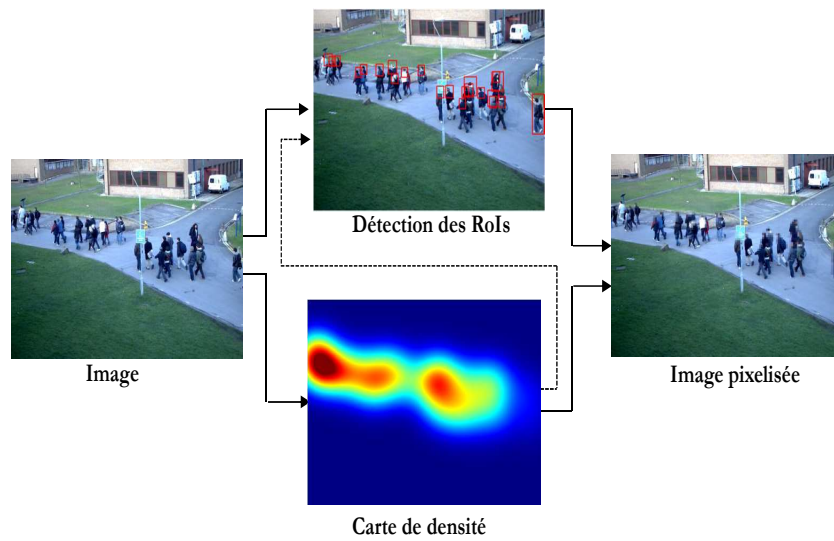 Détection des RoIs
Image
Image pixelisée
Carte de densité